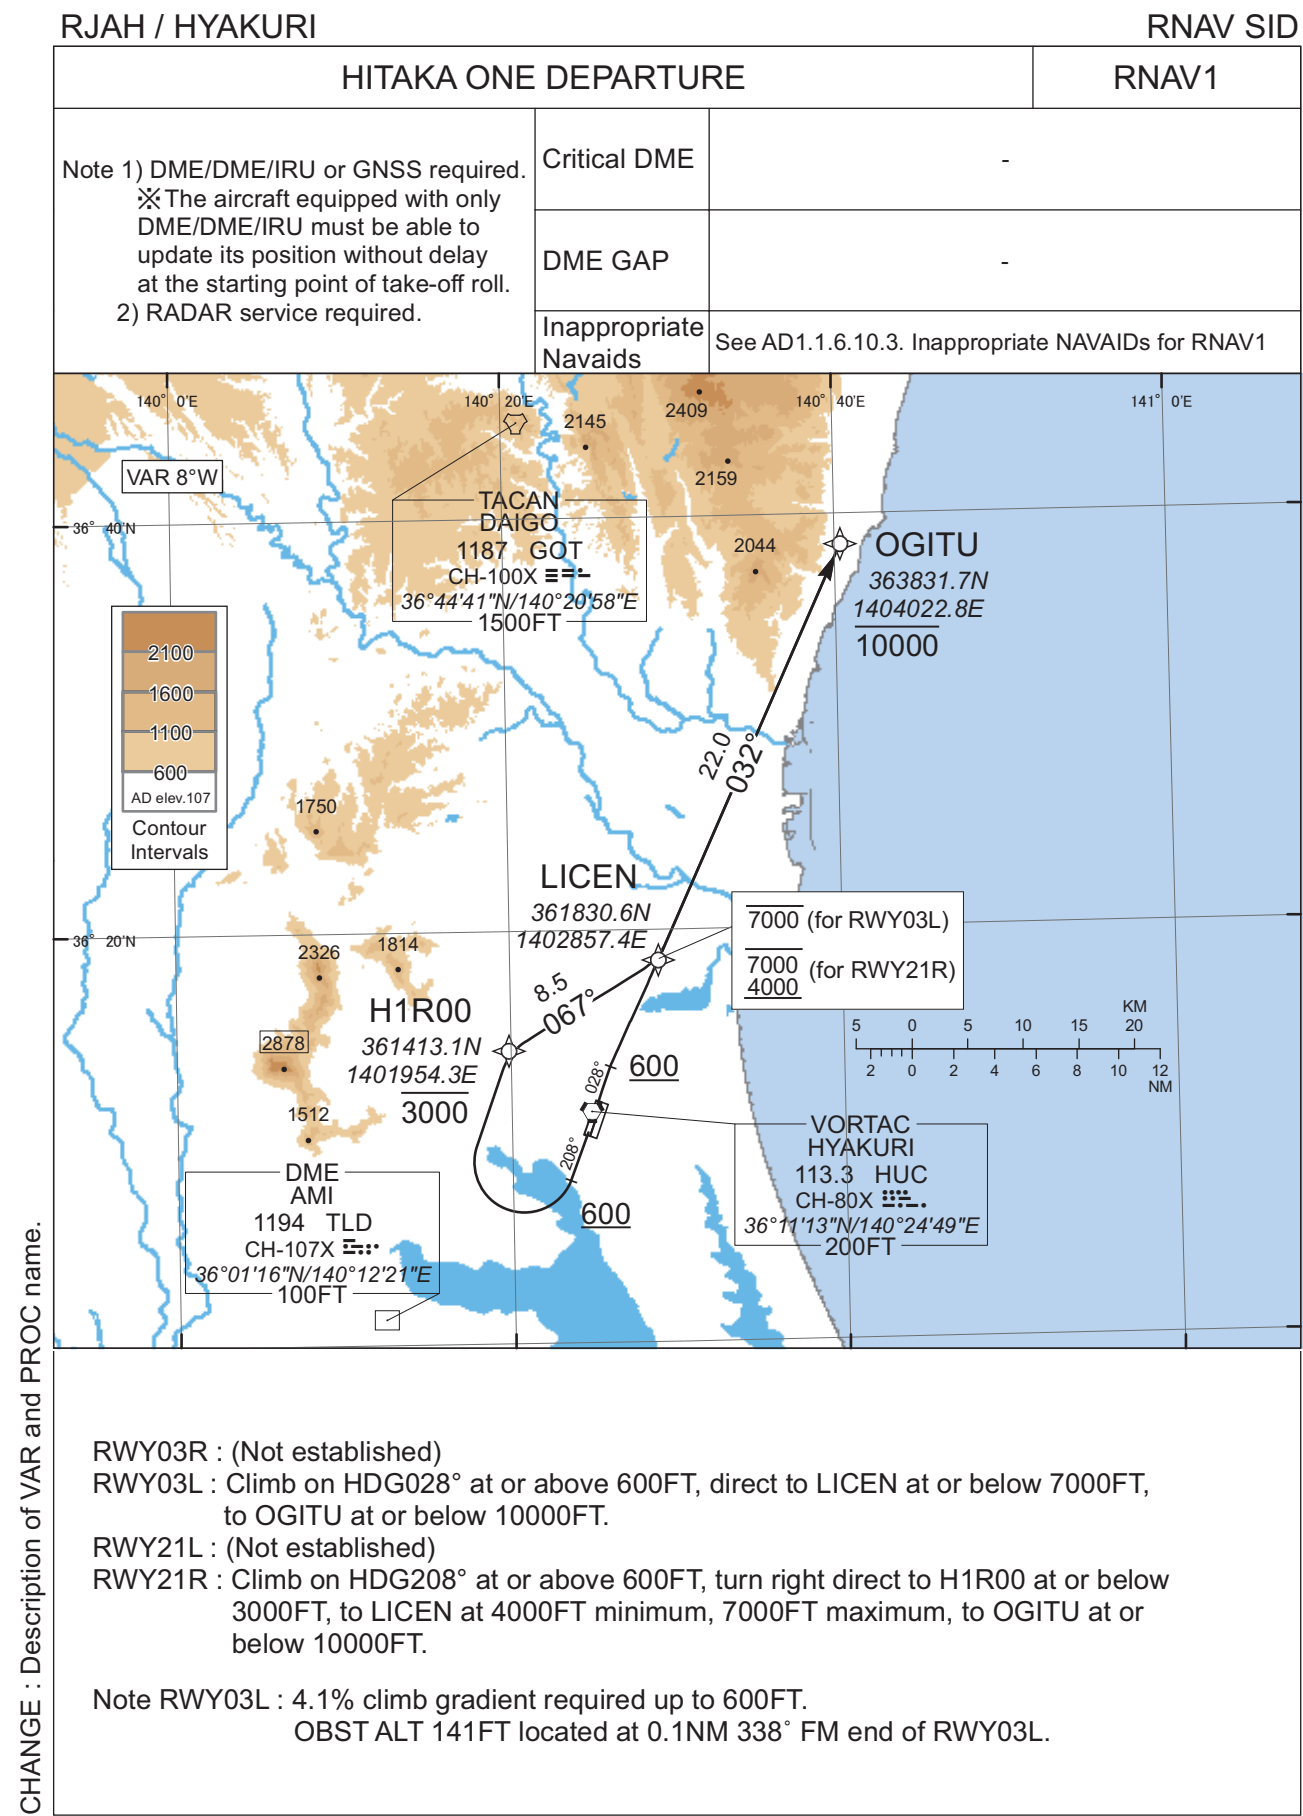 RJAH / HYAKURI
RNAV SID
HITAKA ONE DEPARTURE
RNAV1
Note 1) DME/DME/IRU or GNSS required.
※The aircraft equipped with only
DME/DME/IRU must be able to
update its position without delay
at the starting point of take-off roll.
2) RADAR service required.
Critical DME
-
DME GAP
-
Inappropriate
Navaids
See AD1.1.6.10.3. Inappropriate NAVAIDs for RNAV1
140° 0'E
140° 20'E
140° 40'E
141° 0'E
2409
2145
2159
VAR 8°W
36° 40'N
TACAN
DAIGO
1187 GOT
CH-100X
36°44'41"N/140°20'58"E
1500FT
2044
OGITU
363831.7N
1404022.8E
10000
2100
1600
1100
600
AD elev.107
Contour
Intervals
22.0
032°
1750
LICEN
361830.6N
1402857.4E
7000 (for RWY03L)
7000
4000
(for RWY21R)
36° 20'N
2326
1814
8.5
067°
H1R00
361413.1N
1401954.3E
3000
2878
1512
KM
5 0 5 10 15 20
2 0 2 4 6 8 10 12
NM
028°
600
208°
600
VORTAC
HYAKURI
113.3 HUC
CH-80X
36°11'13"N/140°24'49"E
200FT
DME
AMI
1194 TLD
CH-107X
36°01'16"N/140°12'21"E
100FT
RWY03R : (Not established)
RWY03L : Climb on HDG028° at or above 600FT, direct to LICEN at or below 7000FT,
to OGITU at or below 10000FT.
RWY21L : (Not established)
RWY21R : Climb on HDG208° at or above 600FT, turn right direct to H1R00 at or below
3000FT, to LICEN at 4000FT minimum, 7000FT maximum, to OGITU at or
below 10000FT.
Note RWY03L : 4.1% climb gradient required up to 600FT.
OBST ALT 141FT located at 0.1NM 338° FM end of RWY03L.
CHANGE : Description of VAR and PROC name.